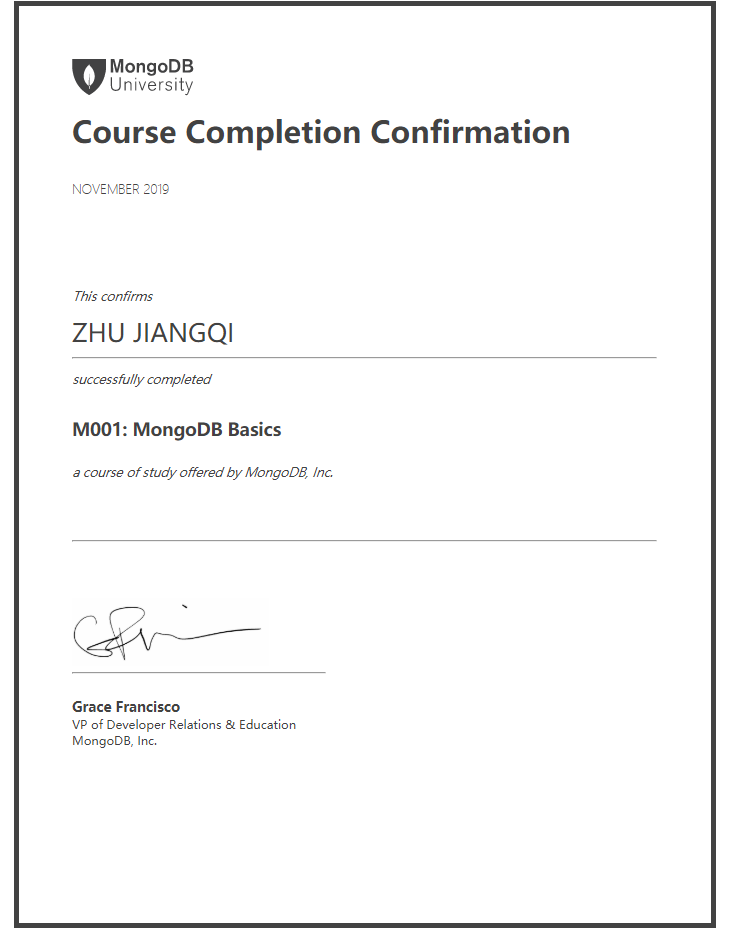 MongoDB
University
Course Completion Confirmation
NOVEMBER 2019
This confirms
ZHU JIANGQI
successfully completed
M001: MongoDB Basics
a course of study offered by MongoDB, Inc.
Grace Francisco
VP of Developer Relations & Education
MongoDB, Inc.